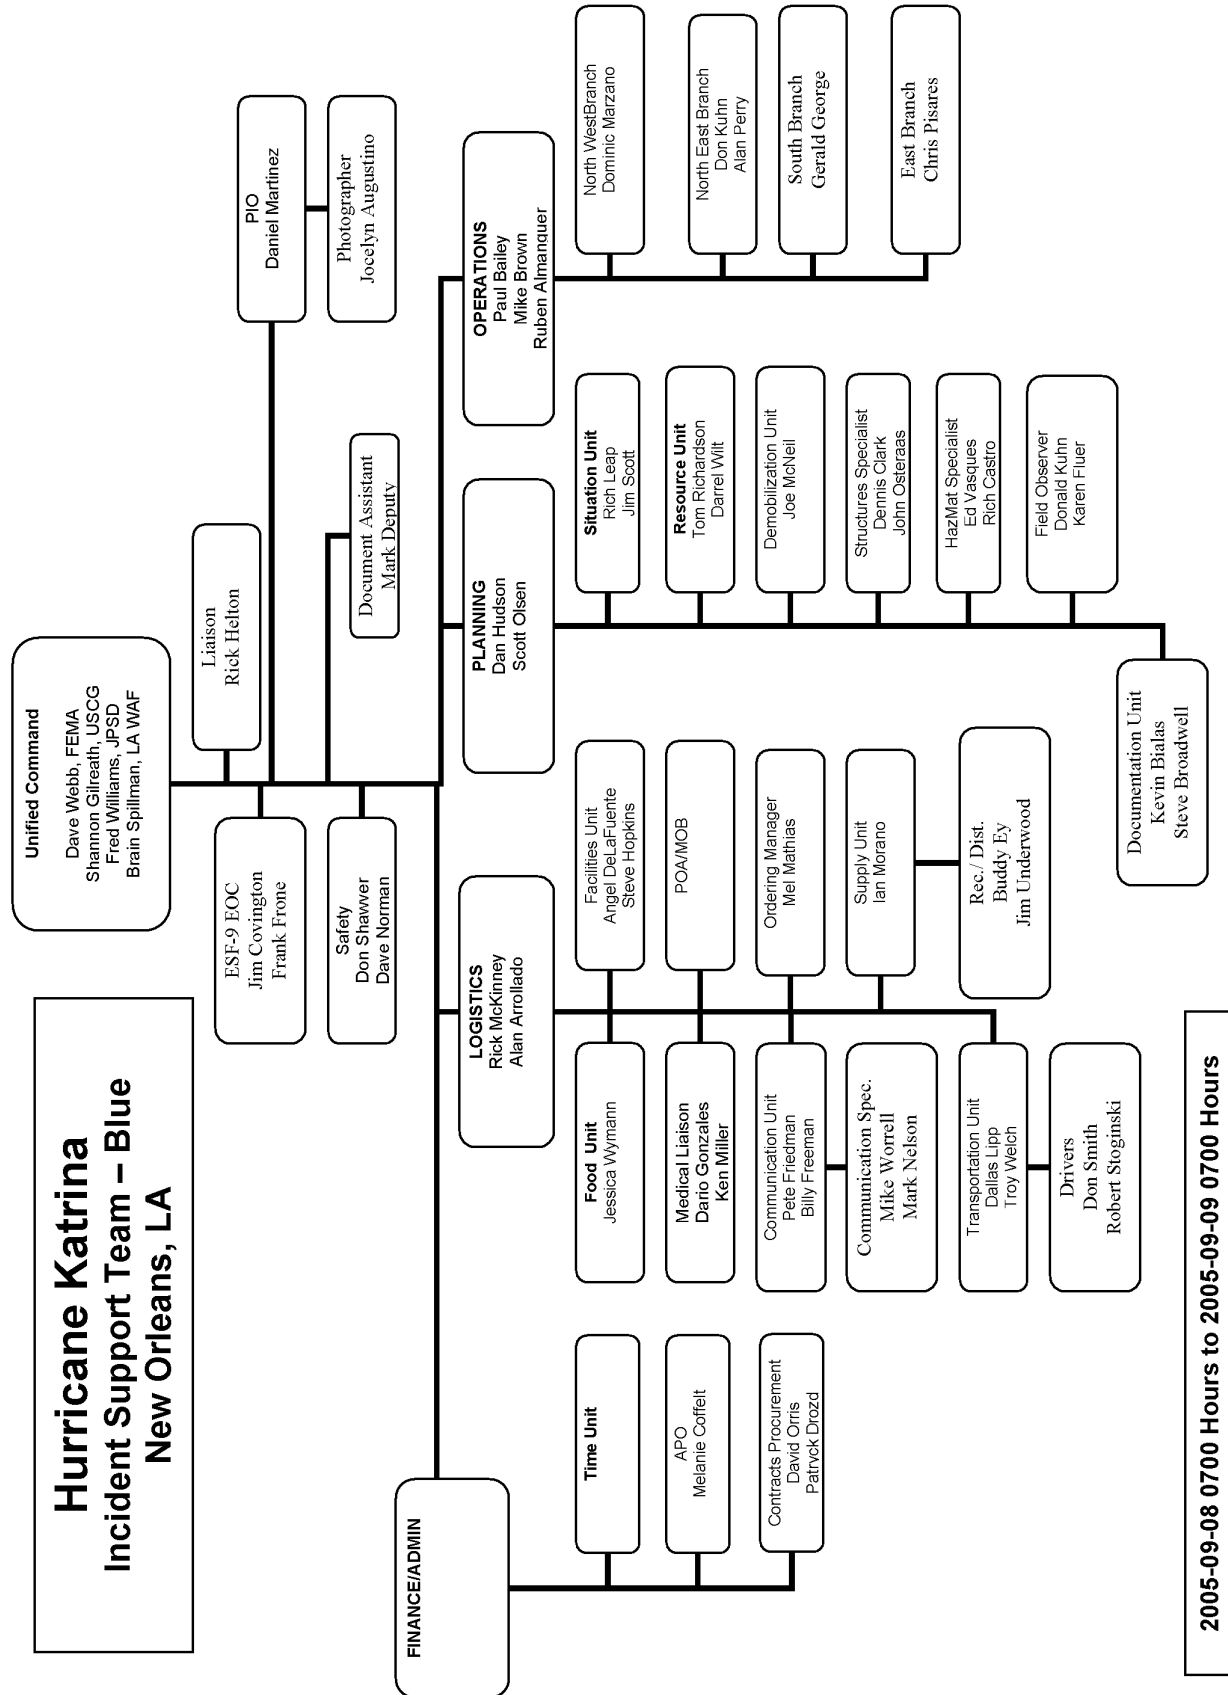 Hurricane Katrina
Incident Support Team – Blue
New Orleans, LA
Unified Command
Dave Webb, FEMA
Shannon Gilreath, USCG
Fred Williams, JPSD
Brain Spillman, LA WAF
Liaison
Rick Helton
ESF-9 EOC
Jim Covington
Frank Frone
PIO
Daniel Martinez
Photographer
Jocelyn Augustino
Safety
Don Shawver
Dave Norman
Document Assistant
Mark Deputy
FINANCE/ADMIN
Time Unit
APO
Melanie Coffelt
Contracts Procurement
David Orris
Patryck Drozd
LOGISTICS
Rick McKinney
Alan Arrollado
Food Unit
Jessica Wymann
Medical Liaison
Dario Gonzales
Ken Miller
Communication Unit
Pete Friedman
Billy Freeman
Communication Spec.
Mike Worrell
Mark Nelson
Transportation Unit
Dallas Lipp
Troy Welch
Drivers
Don Smith
Robert Stoginski
Facilities Unit
Angel DeLaFuente
Steve Hopkins
POA/MOB
Ordering Manager
Mel Mathias
Supply Unit
Ian Morano
Rec./ Dist.
Buddy Ey
Jim Underwood
PLANNING
Dan Hudson
Scott Olsen
Situation Unit
Rich Leap
Jim Scott
Resource Unit
Tom Richardson
Darrel Wilt
Demobilization Unit
Joe McNeil
Structures Specialist
Dennis Clark
John Osteraas
HazMat Specialist
Ed Vasques
Rich Castro
Field Observer
Donald Kuhn
Karen Fluer
Documentation Unit
Kevin Bialas
Steve Broadwell
OPERATIONS
Paul Bailey
Mike Brown
Ruben Almanquer
North WestBranch
Dominic Marzano
North East Branch
Don Kuhn
Alan Perry
South Branch
Gerald George
East Branch
Chris Pisares
2005-09-08 0700 Hours to 2005-09-09 0700 Hours